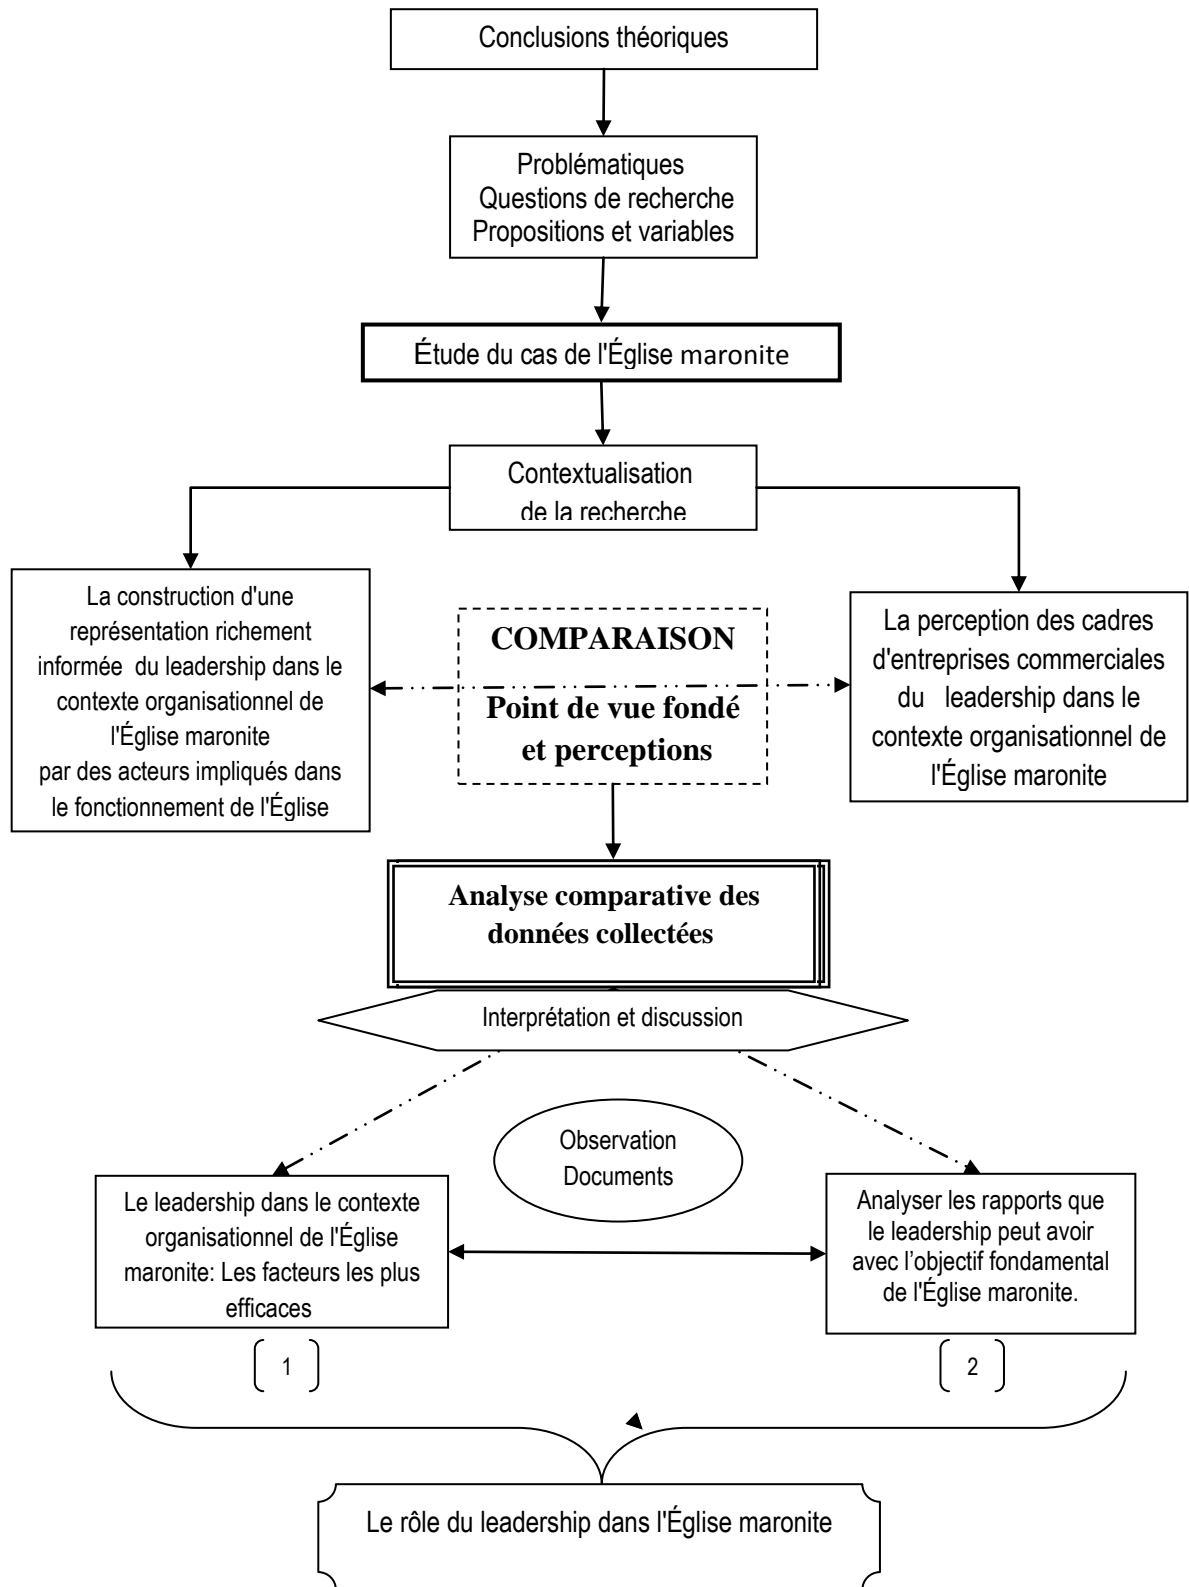 Conclusions théoriques
Problématiques
Questions de recherche
Propositions et variables
Étude du cas de l'Église maronite
Contextualisation
de la recherche
La construction d'une
représentation richement
informée du leadership dans le
contexte organisationnel de
l'Église maronite
par des acteurs impliqués dans
le fonctionnement de l'Église
COMPARAISON
Point de vue fondé
et perceptions
La perception des cadres
d'entreprises commerciales
du leadership dans le
contexte organisationnel de
l'Église maronite
Analyse comparative des
données collectées
Interprétation et discussion
Observation
Documents
Le leadership dans le contexte
organisationnel de l'Église
maronite: Les facteurs les plus
efficaces
Analyser les rapports que
le leadership peut avoir
avec l’objectif fondamental
de l'Église maronite.
1
2
Le rôle du leadership dans l'Église maronite